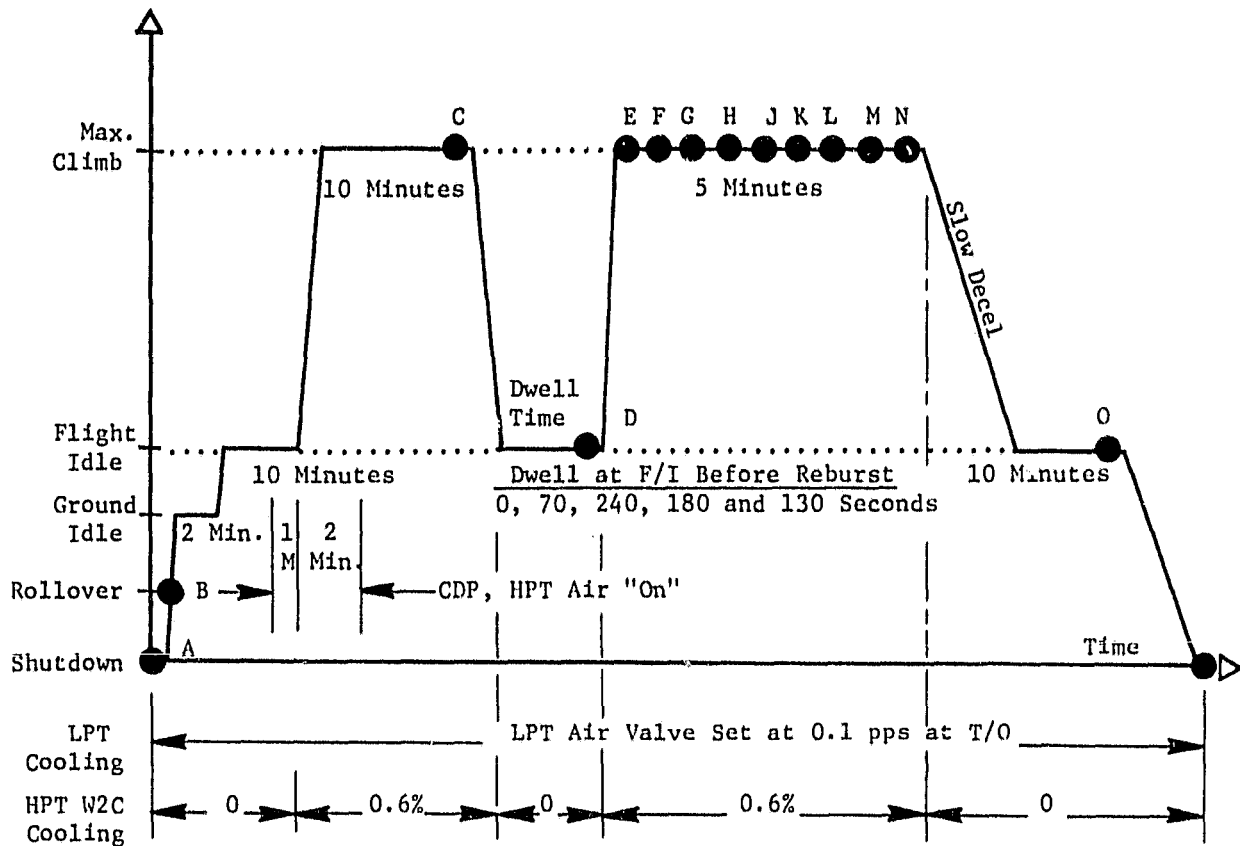 C
E F G H J K L M N
Max.
Climb
10 Minutes
5 Minutes
Slow Decel
Dwell
Time
D
O
Flight
Idle
10 Minutes
Dwell at F/I Before Reburst
0, 70, 240, 180 and 130 Seconds
10 Minutes
Ground
Idle
2 Min.
1
M
2
Min.
Rollover
B
CDP, HPT Air "On"
Shutdown
A
Time
LPT
Cooling
LPT Air Valve Set at 0.1 pps at T/O
HPT W2C
Cooling
0
0.6%
0
0.6%
0